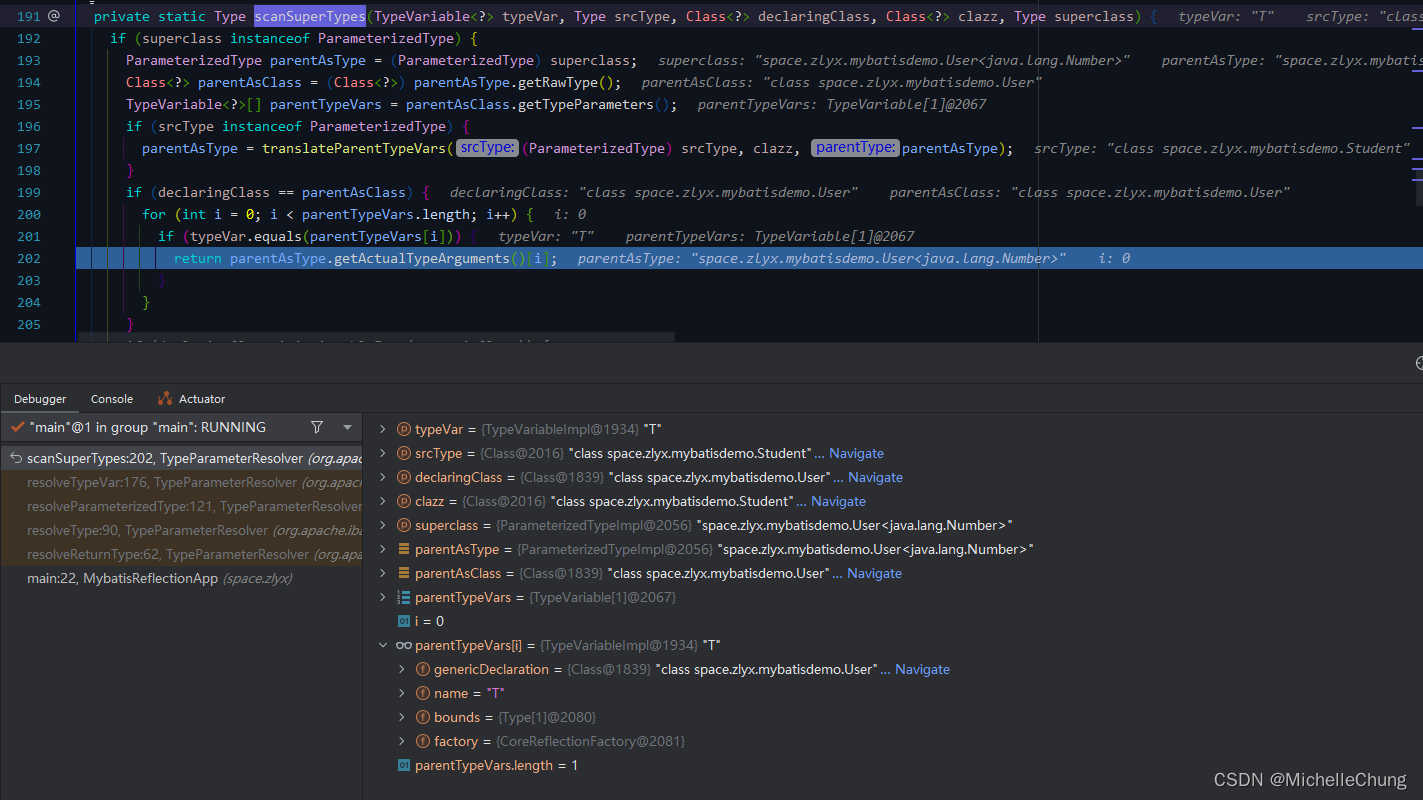 191 @ private static Type scanSuperTypes(TypeVariable<?> typeVar, Type srcType, Class<?> declaringClass, Class<?> clazz, Type superclass) { typeVar: "T" srcType: "class
192 if (superclass instanceof ParameterizedType) {
193 ParameterizedType parentAsType = (ParameterizedType) superclass; superclass: "space.zlyx.mybatisdemo.User<java.lang.Number>" parentAsType: "space.zlyx.mybatis
194 Class<?> parentAsClass = (Class<?>) parentAsType.getRawType(); parentAsClass: "class space.zlyx.mybatisdemo.User"
195 TypeVariable<?>[] parentTypeVars = parentAsClass.getTypeParameters(); parentTypeVars: TypeVariable[1]@2067
196 if (srcType instanceof ParameterizedType) {
197 parentAsType = translateParentTypeVars( srcType: (ParameterizedType) srcType, clazz, parentType: parentAsType); srcType: "class space.zlyx.mybatisdemo.Student"
198 }
199 if (declaringClass == parentAsClass) { declaringClass: "class space.zlyx.mybatisdemo.User" parentAsClass: "class space.zlyx.mybatisdemo.User"
200 for (int i = 0; i < parentTypeVars.length; i++) { i: 0
201 if (typeVar.equals(parentTypeVars[i])) { typeVar: "T" parentTypeVars: TypeVariable[1]@2067
202 return parentAsType.getActualTypeArguments()[i]; parentAsType: "space.zlyx.mybatisdemo.User<java.lang.Number>" i: 0
203 }
204 }
205 }
Debugger Console Actuator
"main"@1 in group "main": RUNNING
scanSuperTypes:202, TypeParameterResolver (org.apac
resolveTypeVar:176, TypeParameterResolver (org.apac
resolveParameterizedType:121, TypeParameterResolver
resolveType:90, TypeParameterResolver (org.apache.iba
resolveReturnType:62, TypeParameterResolver (org.apa
main:22, MybatisReflectionApp (space.zlyx)
typeVar = {TypeVariableImpl@1934} "T"
srcType = {Class@2016} "class space.zlyx.mybatisdemo.Student" ... Navigate
declaringClass = {Class@1839} "class space.zlyx.mybatisdemo.User" ... Navigate
clazz = {Class@2016} "class space.zlyx.mybatisdemo.Student" ... Navigate
superclass = {ParameterizedTypeImpl@2056} "space.zlyx.mybatisdemo.User<java.lang.Number>"
parentAsType = {ParameterizedTypeImpl@2056} "space.zlyx.mybatisdemo.User<java.lang.Number>"
parentAsClass = {Class@1839} "class space.zlyx.mybatisdemo.User" ... Navigate
parentTypeVars = {TypeVariable[1]@2067}
i = 0
parentTypeVars[i] = {TypeVariableImpl@1934} "T"
genericDeclaration = {Class@1839} "class space.zlyx.mybatisdemo.User" ... Navigate
name = "T"
bounds = {Type[1]@2080}
factory = {CoreReflectionFactory@2081}
parentTypeVars.length = 1
CSDN @MichelleChung